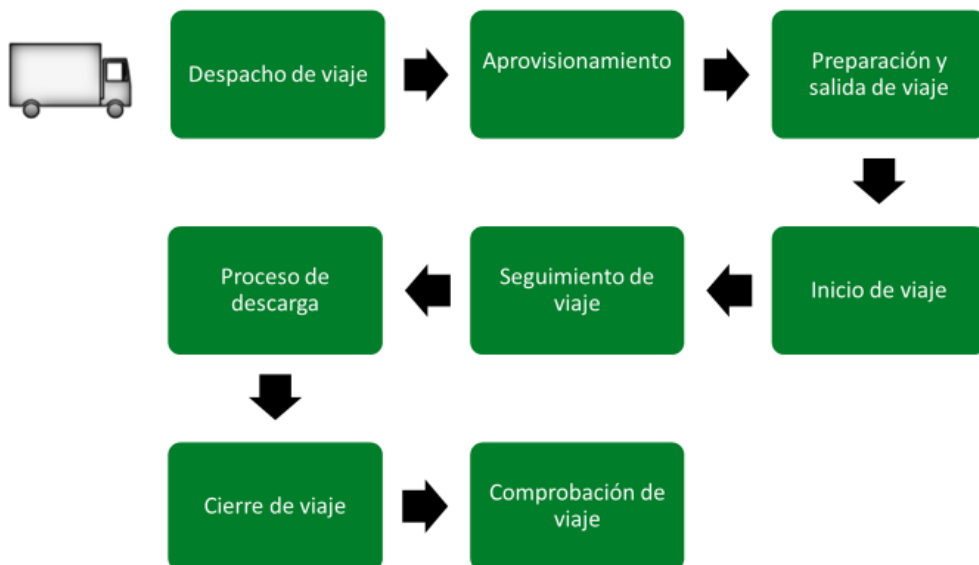 Despacho de viaje
Aprovisionamiento
Preparación y
salida de viaje
Inicio de viaje
Seguimiento de
viaje
Proceso de
descarga
Cierre de viaje
Comprobación de
viaje